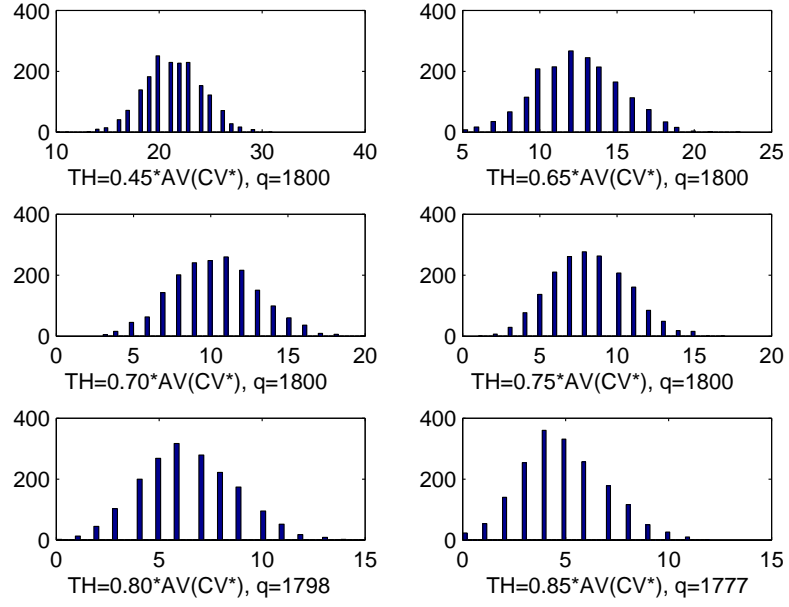 400
200
0
10 20 30 40
TH=0.45*AV(CV*), q=1800
400
200
0
5 10 15 20 25
TH=0.65*AV(CV*), q=1800
400
200
0
0 5 10 15 20
TH=0.70*AV(CV*), q=1800
400
200
0
0 5 10 15 20
TH=0.75*AV(CV*), q=1800
400
200
0
0 5 10 15
TH=0.80*AV(CV*), q=1798
400
200
0
0 5 10 15
TH=0.85*AV(CV*), q=1777